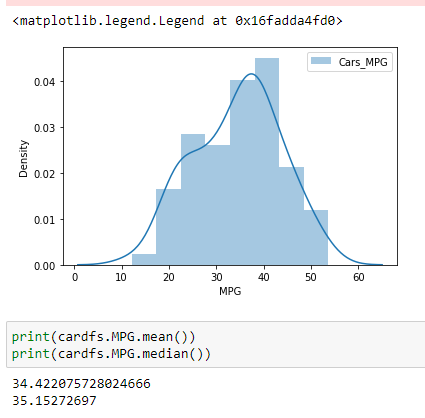 <matplotlib.legend.Legend at 0x16fadda4fd0>
Cars_MPG
0.04
0.03
0.02
0.01
0.00
Density
0 10 20 30 40 50 60
MPG
print(cardfs.MPG.mean())
print(cardfs.MPG.median())
34.422075728024666
35.15272697